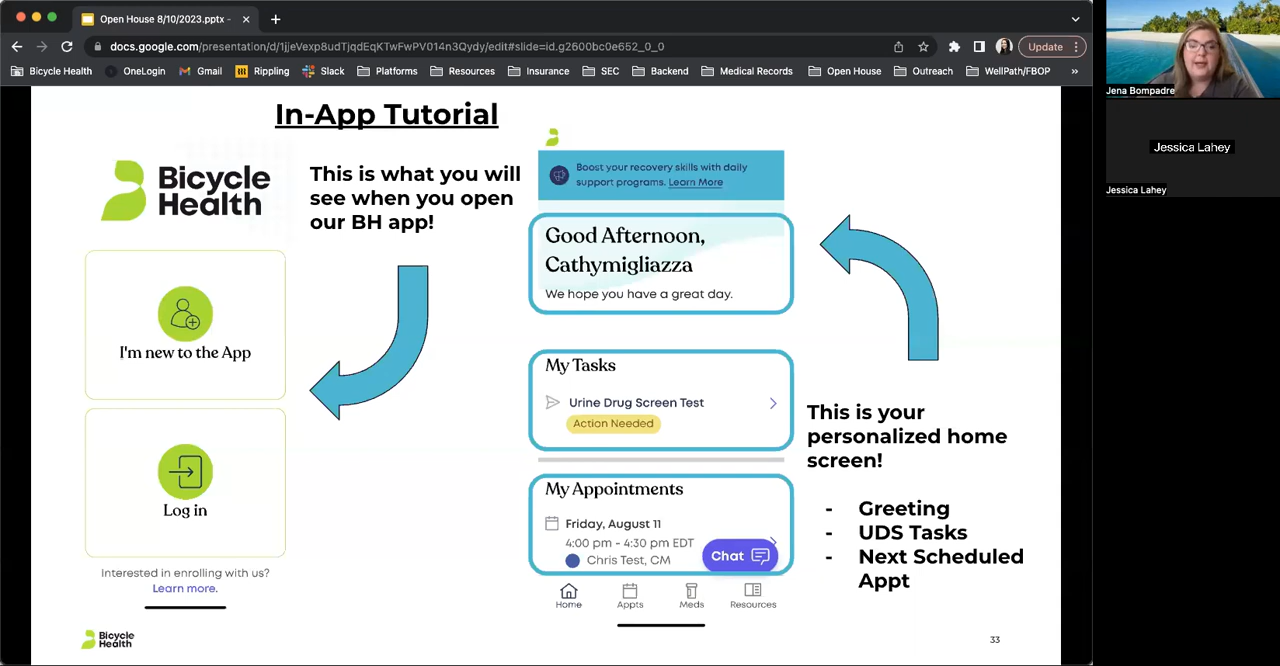 Open House 8/10/2023.pptx -
docs.google.com/presentation/d/1jjeVexp8udTjqdEqKTwFwPV014n3Qydy/edit#slide=id.g2600bc0e652_0_0
Update
Bicycle Health
OneLogin
Gmail
Rippling
Slack
Platforms
Resources
Insurance
SEC
Backend
Medical Records
Open House
Outreach
WellPath/FBOP
»
In-App Tutorial
Bicycle
Health
This is what you will
see when you open
our BH app!
I'm new to the App
Log in
Interested in enrolling with us?
Learn more.
Boost your recovery skills with daily
support programs. Learn More
Good Afternoon,
Cathymigliazza
We hope you have a great day.
My Tasks
Urine Drug Screen Test
Action Needed
My Appointments
Friday, August 11
4:00 pm - 4:30 pm EDT
Chris Test, CM
Chat
Home
Appts
Meds
Resources
This is your
personalized home
screen!
- Greeting
- UDS Tasks
- Next Scheduled
Appt
Bicycle
Health
33
Jena Bompadre
Jessica Lahey
Jessica Lahey